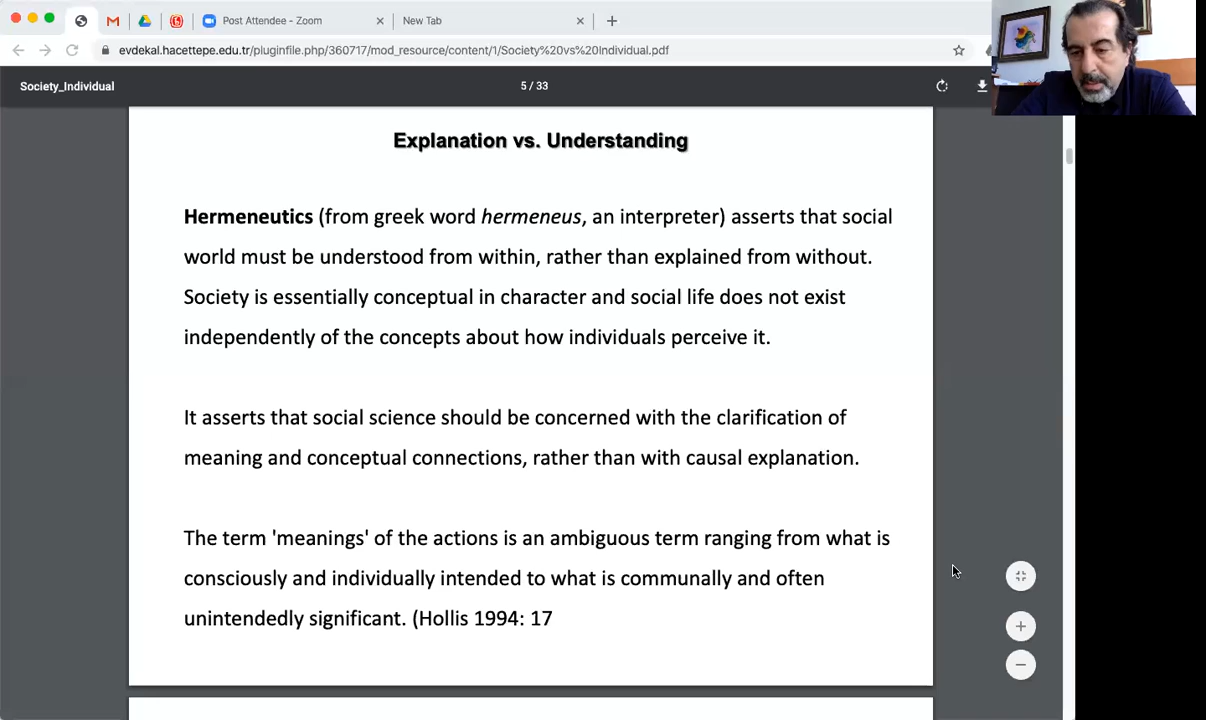 Post Attendee - Zoom
New Tab
evdekal.hacettepe.edu.tr/pluginfile.php/360717/mod_resource/content/1/Society%20vs%20Individual.pdf
Society_Individual
5 / 33
Explanation vs. Understanding
Hermeneutics (from greek word hermeneus, an interpreter) asserts that social
world must be understood from within, rather than explained from without.
Society is essentially conceptual in character and social life does not exist
independently of the concepts about how individuals perceive it.
It asserts that social science should be concerned with the clarification of
meaning and conceptual connections, rather than with causal explanation.
The term 'meanings' of the actions is an ambiguous term ranging from what is
consciously and individually intended to what is communally and often
unintendedly significant. (Hollis 1994: 17